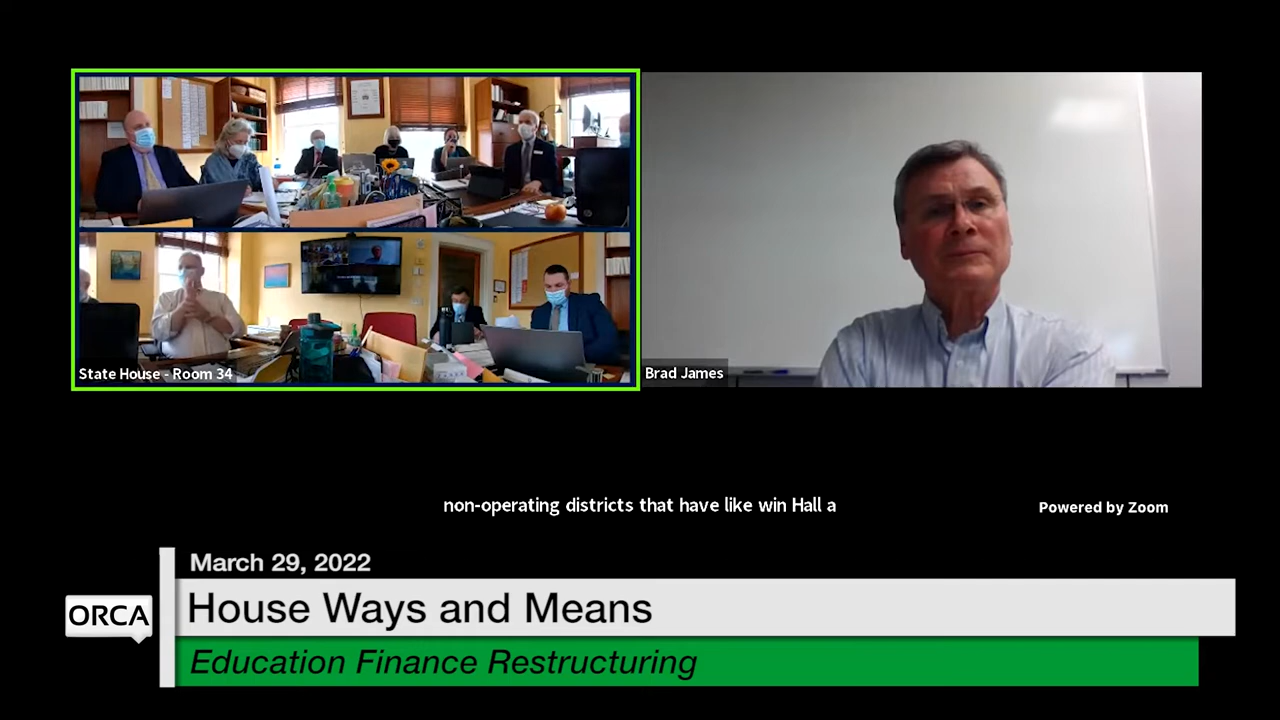 State House - Room 34
Brad James
non-operating districts that have like win Hall a
Powered by Zoom
March 29, 2022
ORCA
House Ways and Means
Education Finance Restructuring